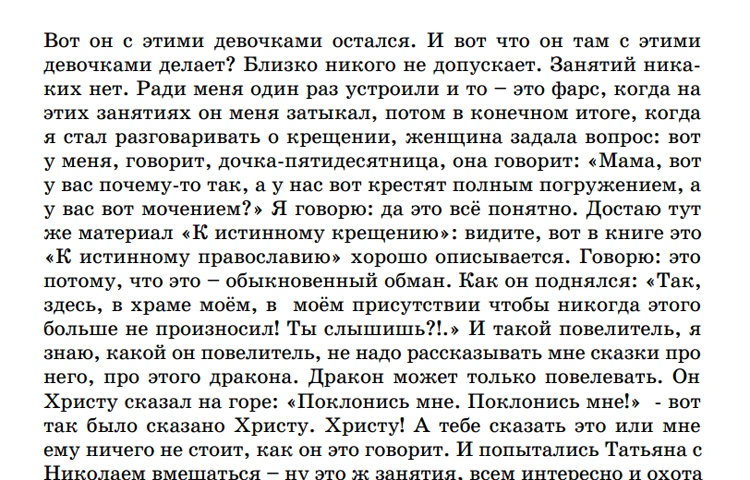 Вот он с этими девочками остался. И вот что он там с этими
девочками делает? Близко никого не допускает. Занятий ника-
ких нет. Ради меня один раз устроили и то – это фарс, когда на
этих занятиях он меня затыкал, потом в конечном итоге, когда
я стал разговаривать о крещении, женщина задала вопрос: вот
у меня, говорит, дочка-пятидесятница, она говорит: «Мама, вот
у вас почему-то так, а у нас вот крестят полным погружением, а
у вас вот мочением?» Я говорю: да это всё понятно. Достаю тут
же материал «К истинному крещению»: видите, вот в книге это
«К истинному православию» хорошо описывается. Говорю: это
потому, что это – обыкновенный обман. Как он поднялся: «Так,
здесь, в храме моём, в  моём присутствии чтобы никогда этого
больше не произносил! Ты слышишь?!.» И такой повелитель, я
знаю, какой он повелитель, не надо рассказывать мне сказки про
него, про этого дракона. Дракон может только повелевать. Он
Христу сказал на горе: «Поклонись мне. Поклонись мне!»  - вот
так было сказано Христу. Христу! А тебе сказать это или мне
ему ничего не стоит, как он это говорит. И попытались Татьяна с
Николаем вмешаться – ну это ж занятия, всем интересно и охота